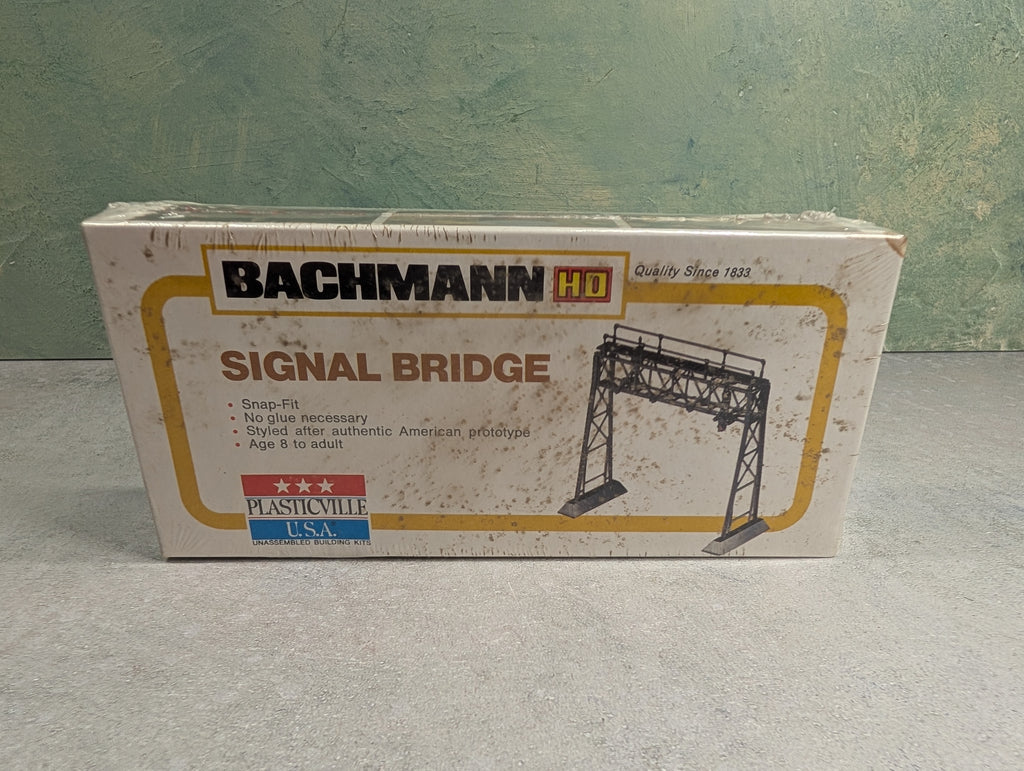 BACHMANN HO
Quality Since 1833
SIGNAL BRIDGE
• Snap-Fit
• No glue necessary
• Styled after authentic American prototype
• Age 8 to adult
PLASTICVILLE
U.S.A.
UNASSEMBLED BUILDING KITS